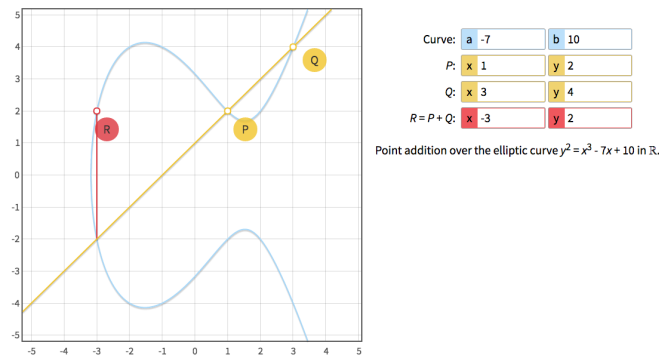 5
4
3
2
1
0
-1
-2
-3
-4
-5
-5 -4 -3 -2 -1 0 1 2 3 4 5
Q
R
P
Curve: a -7 b 10
P: x 1 y 2
Q: x 3 y 4
R = P + Q: x -3 y 2
Point addition over the elliptic curve y² = x³ - 7x + 10 in ℝ.